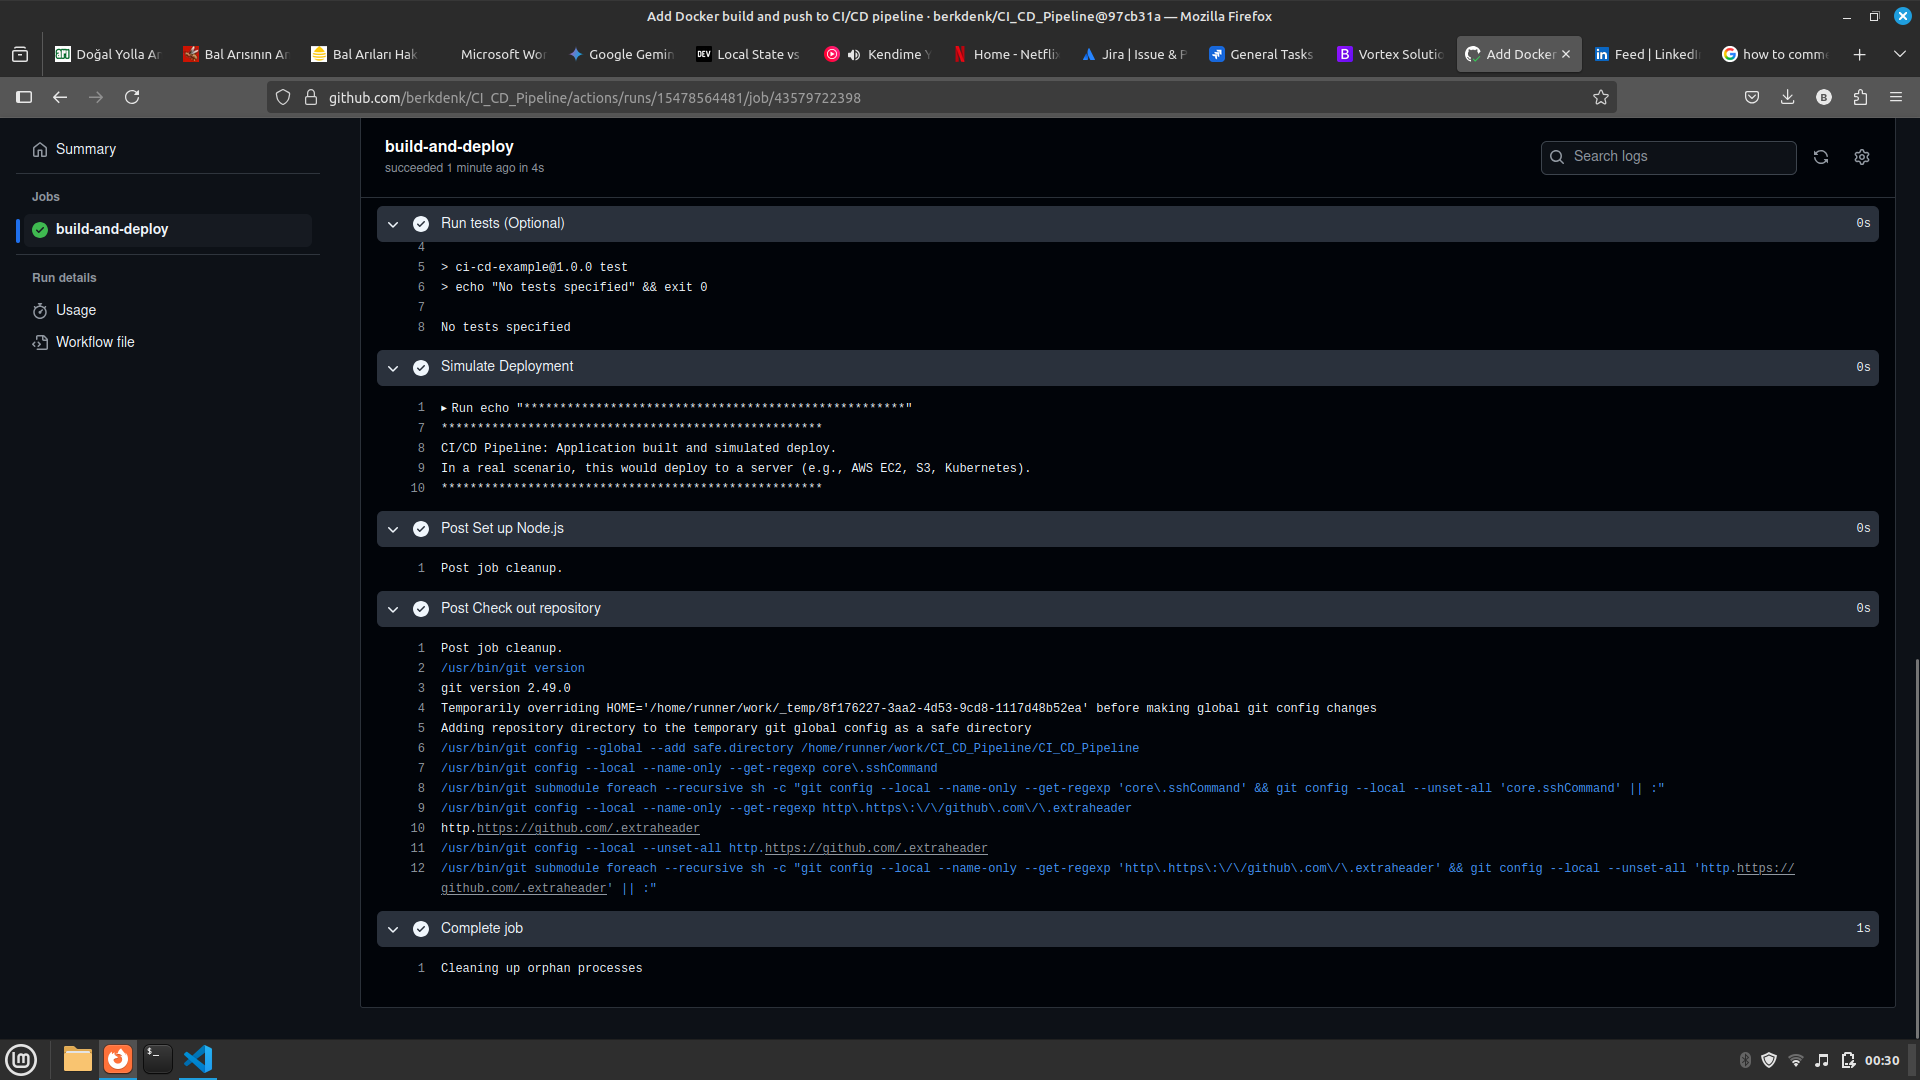 Add Docker build and push to CI/CD pipeline · berkdenk/CI_CD_Pipeline@97cb31a — Mozilla Firefox
Doğal Yolla Ar
Bal Arısının An
Bal Arıları Hak
Microsoft Wor
Google Gemin
DEV
Local State vs
Kendime Y
Home - Netflix
Jira | Issue & P
General Tasks
B
Vortex Solutio
Add Docker
in
Feed | LinkedI
how to comme
github.com/berkdenk/CI_CD_Pipeline/actions/runs/15478564481/job/43579722398
B
Summary
Jobs
build-and-deploy
Run details
Usage
Workflow file
build-and-deploy
succeeded 1 minute ago in 4s
Search logs
Run tests (Optional)
0s
4
5 > ci-cd-example@1.0.0 test
6 > echo "No tests specified" && exit 0
7
8 No tests specified
Simulate Deployment
0s
1 ▸ Run echo "*****************************************************"
7 *****************************************************
8 CI/CD Pipeline: Application built and simulated deploy.
9 In a real scenario, this would deploy to a server (e.g., AWS EC2, S3, Kubernetes).
10 *****************************************************
Post Set up Node.js
0s
1 Post job cleanup.
Post Check out repository
0s
1 Post job cleanup.
2 /usr/bin/git version
3 git version 2.49.0
4 Temporarily overriding HOME='/home/runner/work/_temp/8f176227-3aa2-4d53-9cd8-1117d48b52ea' before making global git config changes
5 Adding repository directory to the temporary git global config as a safe directory
6 /usr/bin/git config --global --add safe.directory /home/runner/work/CI_CD_Pipeline/CI_CD_Pipeline
7 /usr/bin/git config --local --name-only --get-regexp core\.sshCommand
8 /usr/bin/git submodule foreach --recursive sh -c "git config --local --name-only --get-regexp 'core\.sshCommand' && git config --local --unset-all 'core.sshCommand' || :"
9 /usr/bin/git config --local --name-only --get-regexp http\.https\:\/\/github\.com\/\.extraheader
10 http.https://github.com/.extraheader
11 /usr/bin/git config --local --unset-all http.https://github.com/.extraheader
12 /usr/bin/git submodule foreach --recursive sh -c "git config --local --name-only --get-regexp 'http\.https\:\/\/github\.com\/\.extraheader' && git config --local --unset-all 'http.https://
github.com/.extraheader' || :"
Complete job
1s
1 Cleaning up orphan processes
00:30